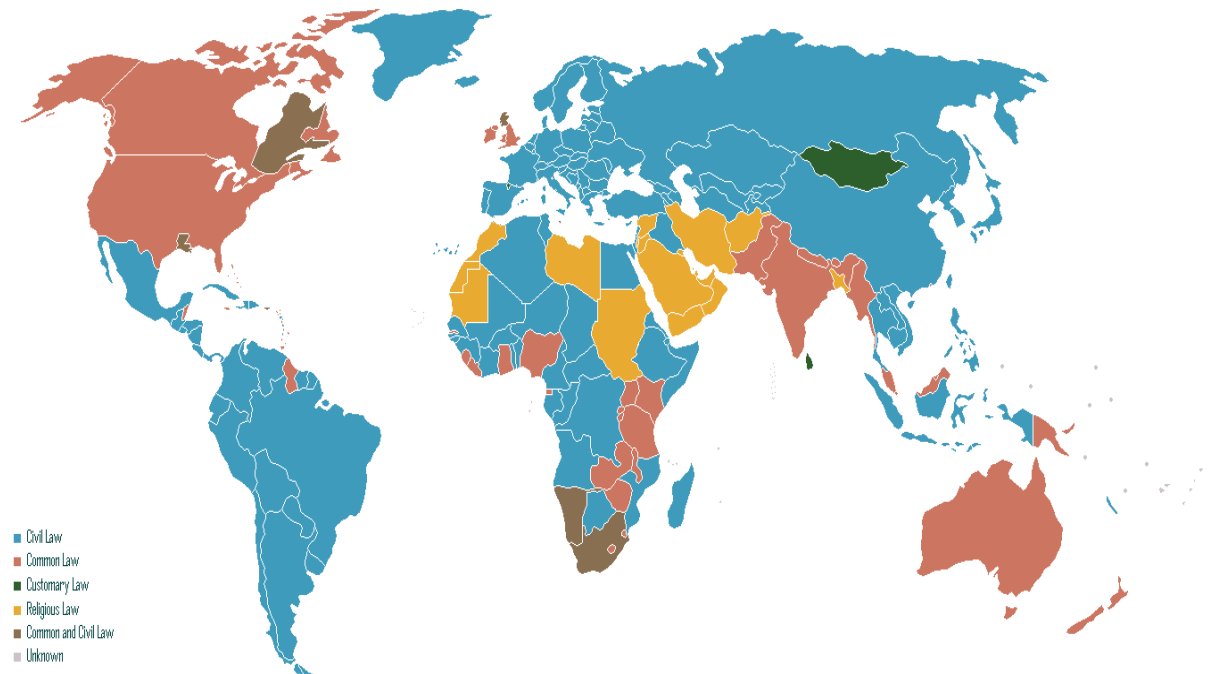 Civil Law
Common Law
Customary Law
Religious Law
Common and Civil Law
Unknown